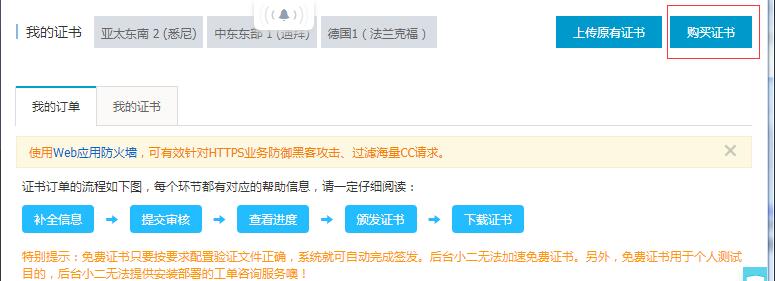 我的证书
亚太东南 2 (悉尼)
中东东部 1 (迪拜)
德国1（法兰克福）
上传原有证书
购买证书
我的订单
我的证书
使用Web应用防火墙，可有效针对HTTPS业务防御黑客攻击、过滤海量CC请求。
证书订单的流程如下图，每个环节都有对应的帮助信息，请一定仔细阅读：
补全信息
提交审核
查看进度
颁发证书
下载证书
特别提示：免费证书只要按要求配置验证文件正确，系统就可自动完成签发。后台小二无法加速免费证书。另外，免费证书用于个人测试
目的，后台小二无法提供安装部署的工单咨询服务噢！